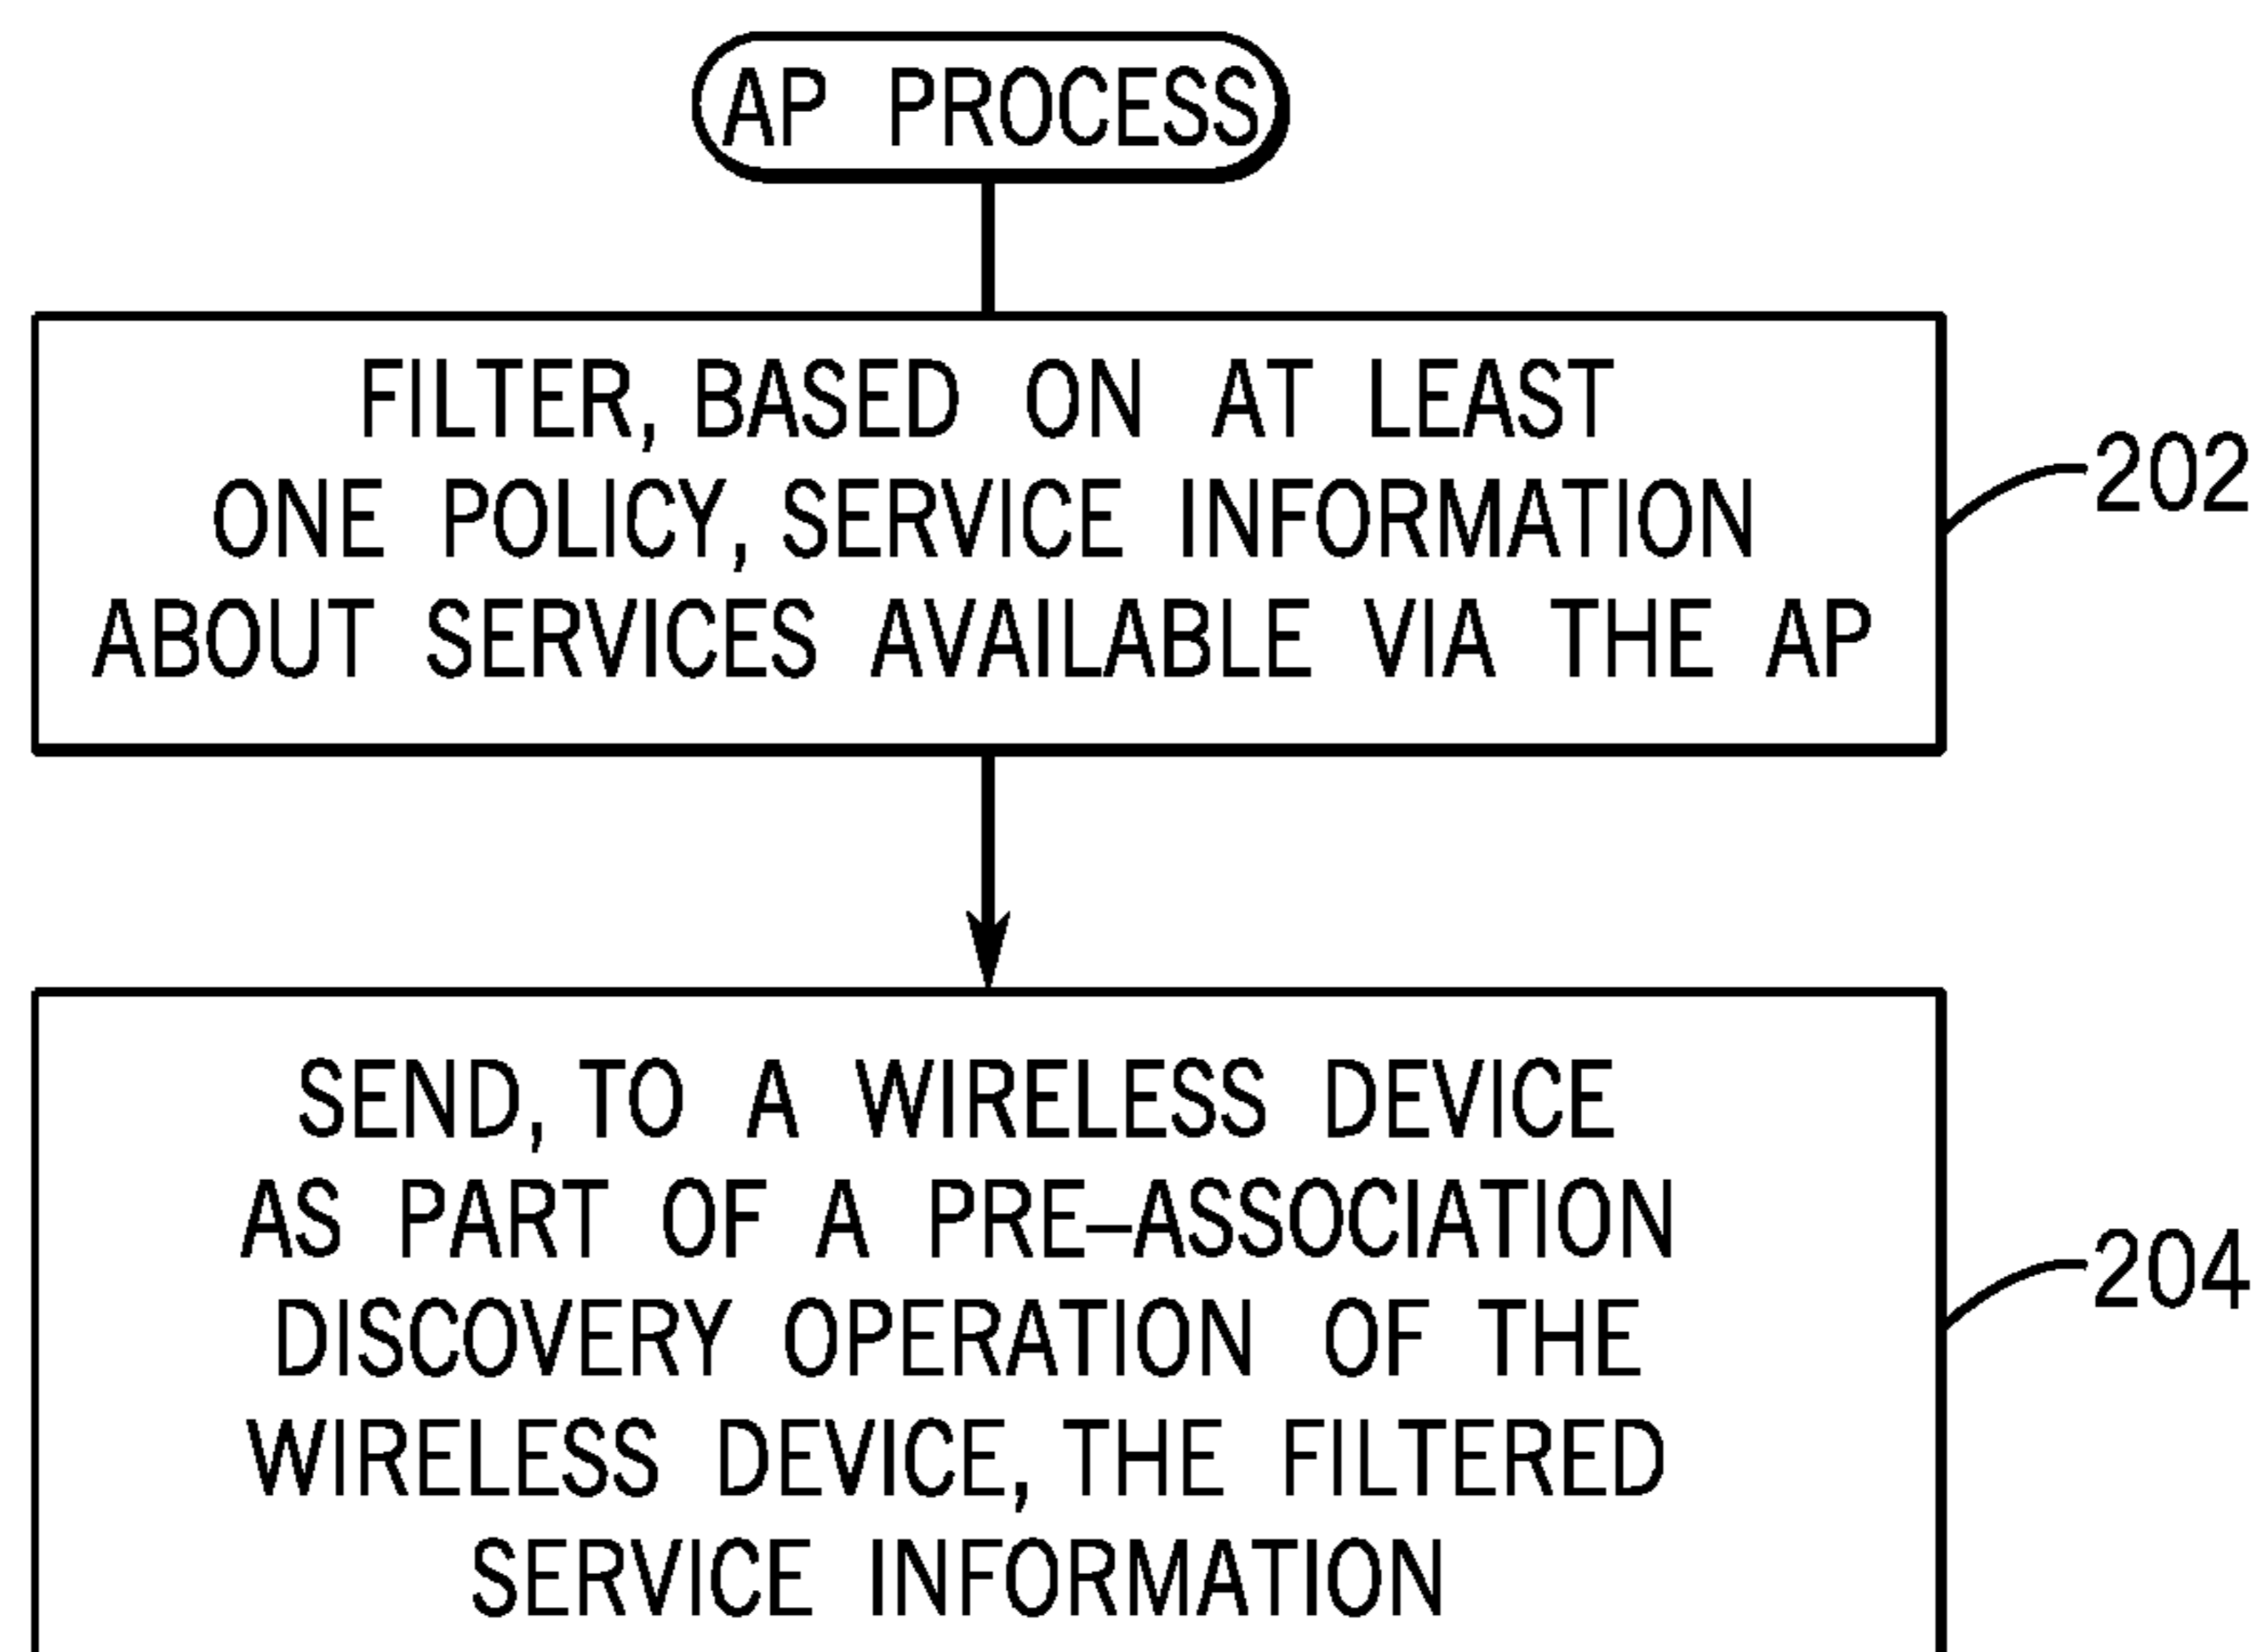 AP PROCESS
FILTER, BASED ON AT LEAST
ONE POLICY, SERVICE INFORMATION
ABOUT SERVICES AVAILABLE VIA THE AP
202
SEND, TO A WIRELESS DEVICE
AS PART OF A PRE–ASSOCIATION
DISCOVERY OPERATION OF THE
WIRELESS DEVICE, THE FILTERED
SERVICE INFORMATION
204